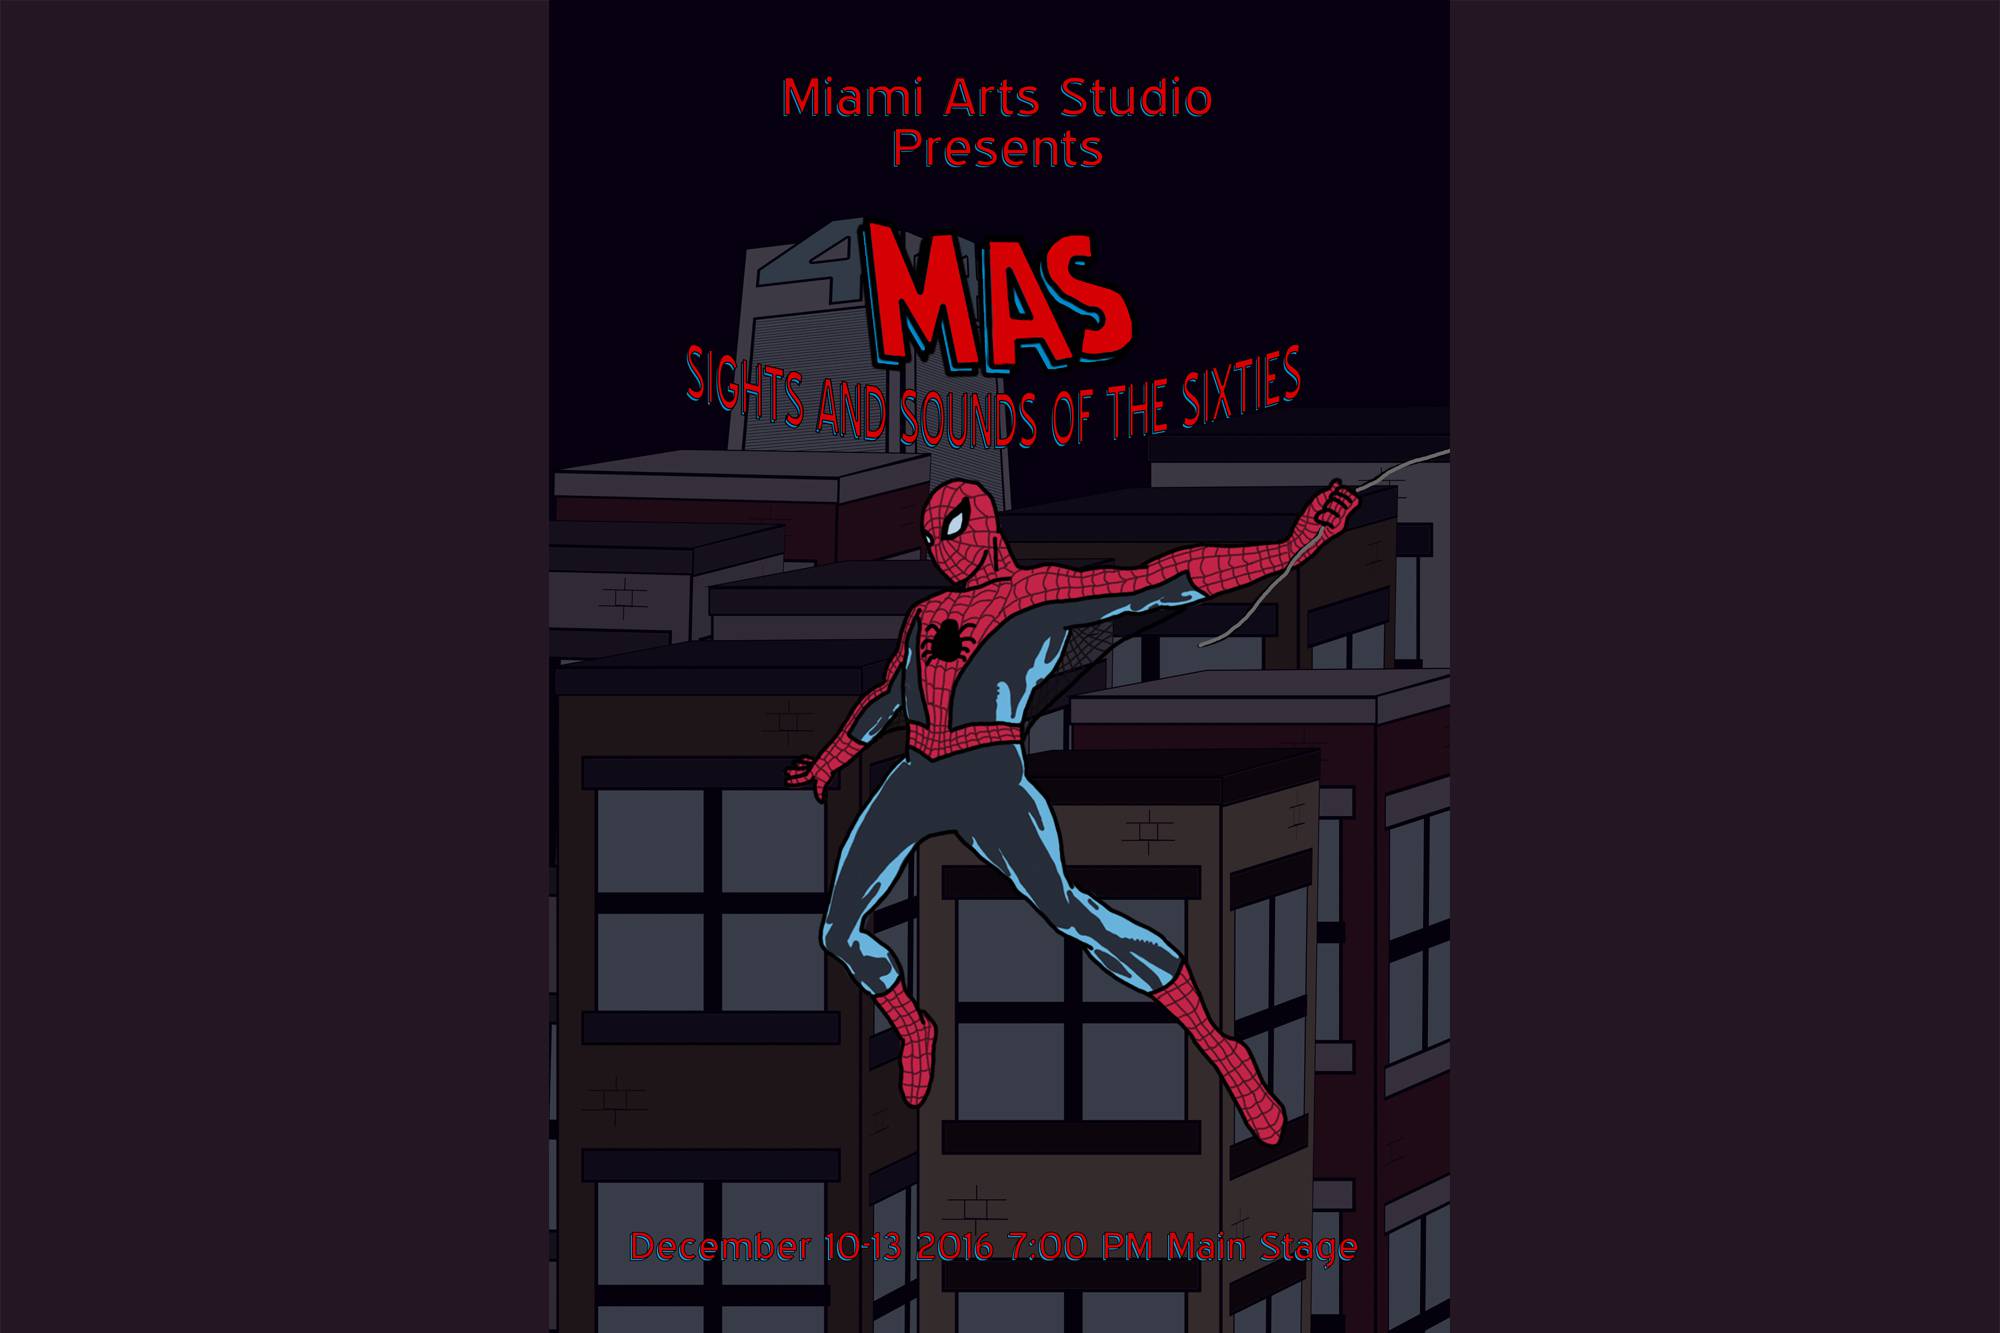 Miami Arts Studio
Presents
4
MAS
SIGHTS AND SOUNDS OF THE SIXTIES
December 10-13 2016 7:00 PM Main Stage